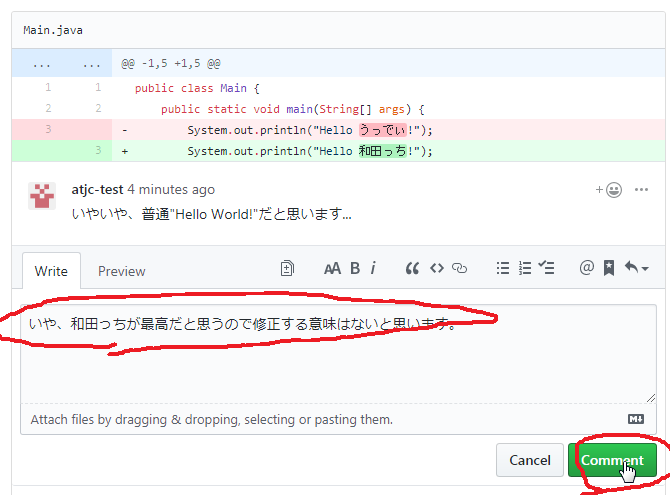 Main.java
... ... @@ -1,5 +1,5 @@
1 1 public class Main {
2 2 public static void main(String[] args) {
3 - System.out.println("Hello うっでぃ!");
3 + System.out.println("Hello 和田っち!");
atjc-test 4 minutes ago
いやいや、普通"Hello World!"だと思います...
Write Preview AA B i
いや、和田っちが最高だと思うので修正する意味はないと思います。
Attach files by dragging & dropping, selecting or pasting them.
Cancel Comment